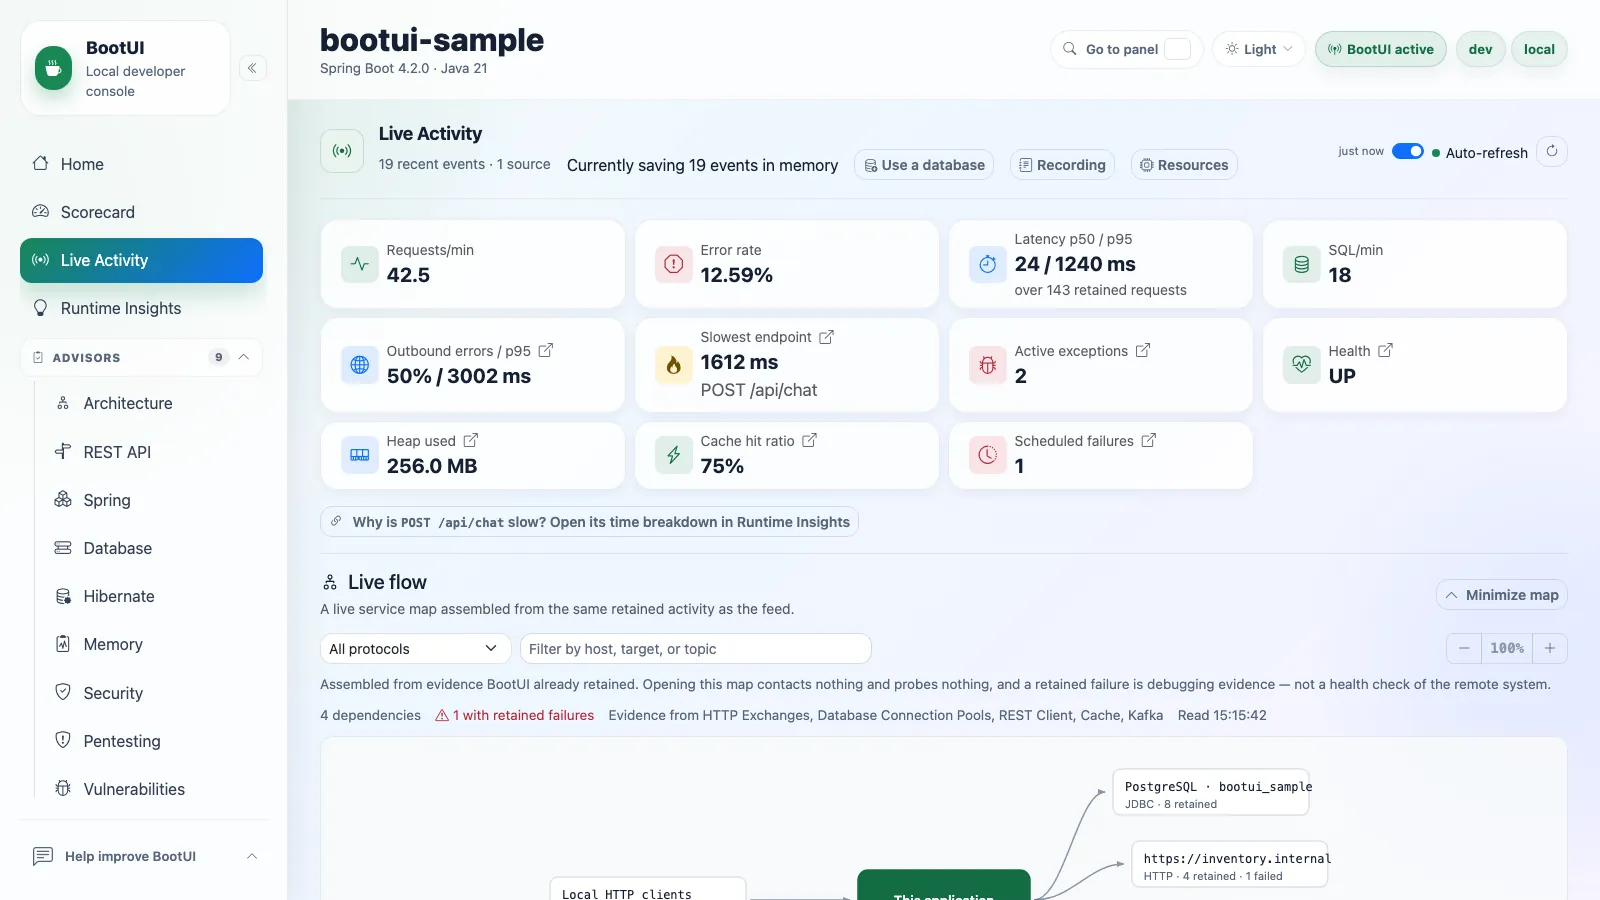 BootUI
Local developer
console
Home
Scorecard
Live Activity
Runtime Insights
ADVISORS 9
Architecture
REST API
Spring
Database
Hibernate
Memory
Security
Pentesting
Vulnerabilities
Help improve BootUI
bootui-sample
Spring Boot 4.2.0 · Java 21
Go to panel
Light
BootUI active
dev
local
Live Activity
19 recent events · 1 source
Currently saving 19 events in memory
Use a database
Recording
Resources
just now
Auto-refresh
Requests/min
42.5
Error rate
12.59%
Latency p50 / p95
24 / 1240 ms
over 143 retained requests
SQL/min
18
Outbound errors / p95
50% / 3002 ms
Slowest endpoint
1612 ms
POST /api/chat
Active exceptions
2
Health
UP
Heap used
256.0 MB
Cache hit ratio
75%
Scheduled failures
1
Why is POST /api/chat slow? Open its time breakdown in Runtime Insights
Live flow
A live service map assembled from the same retained activity as the feed.
Minimize map
All protocols
Filter by host, target, or topic
100%
Assembled from evidence BootUI already retained. Opening this map contacts nothing and probes nothing, and a retained failure is debugging evidence — not a health check of the remote system.
4 dependencies 1 with retained failures Evidence from HTTP Exchanges, Database Connection Pools, REST Client, Cache, Kafka Read 15:15:42
PostgreSQL · bootui_sample
JDBC · 8 retained
https://inventory.internal
HTTP · 4 retained · 1 failed
Local HTTP clients
This application